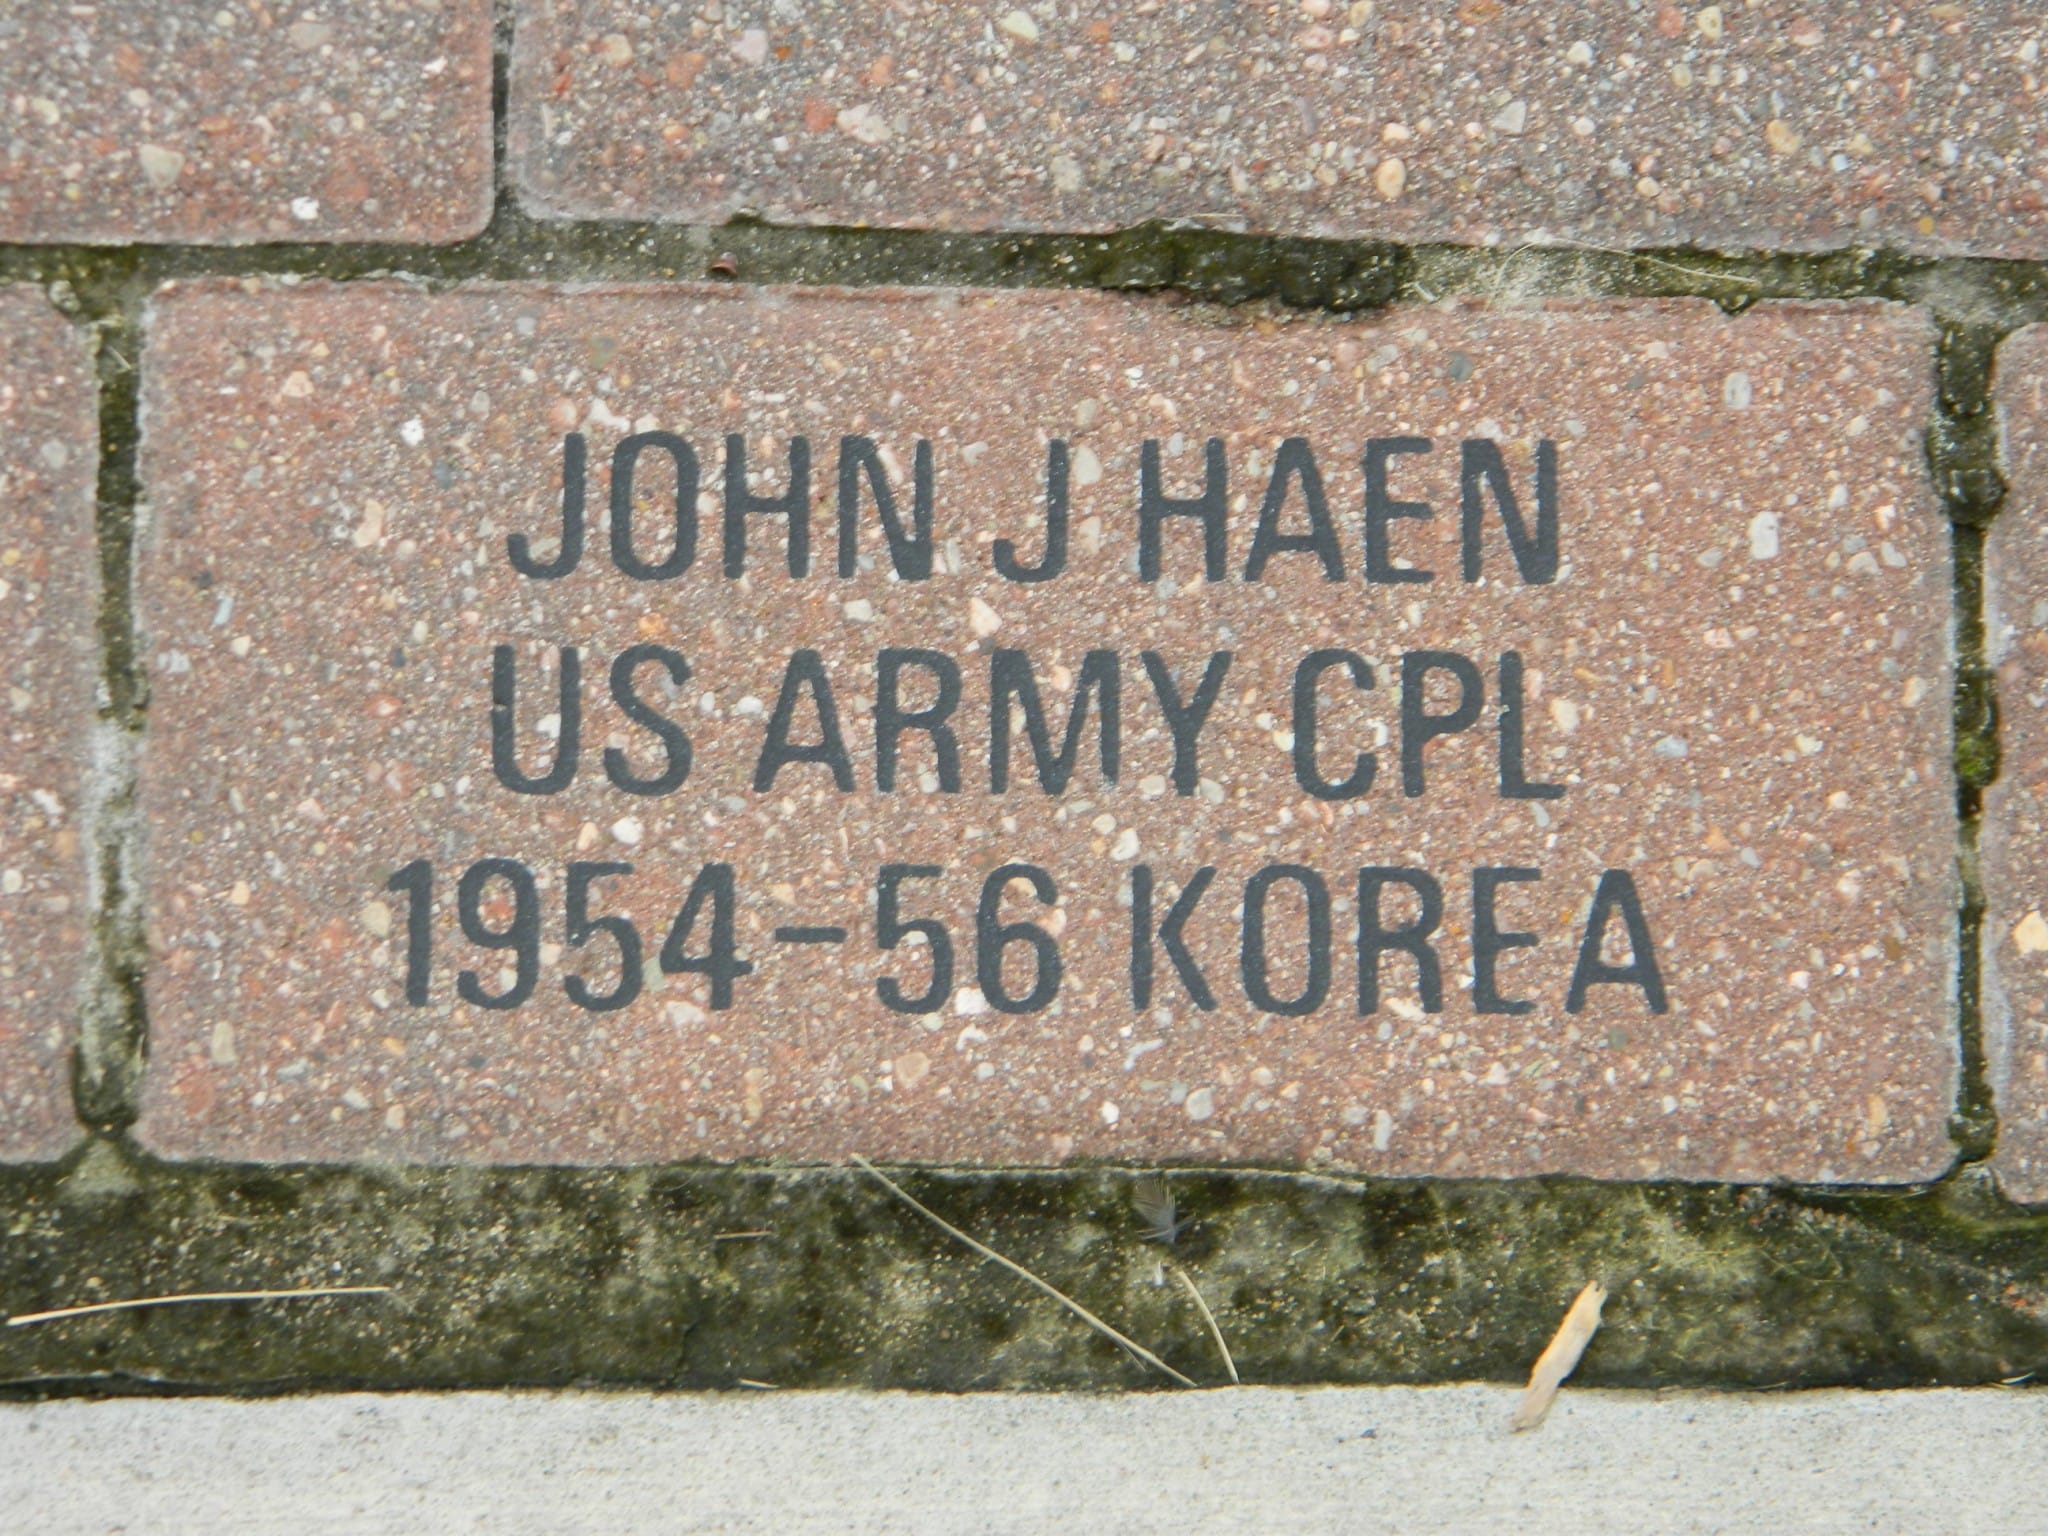 JOHN J HAEN
US ARMY CPL
1954-56 KOREA